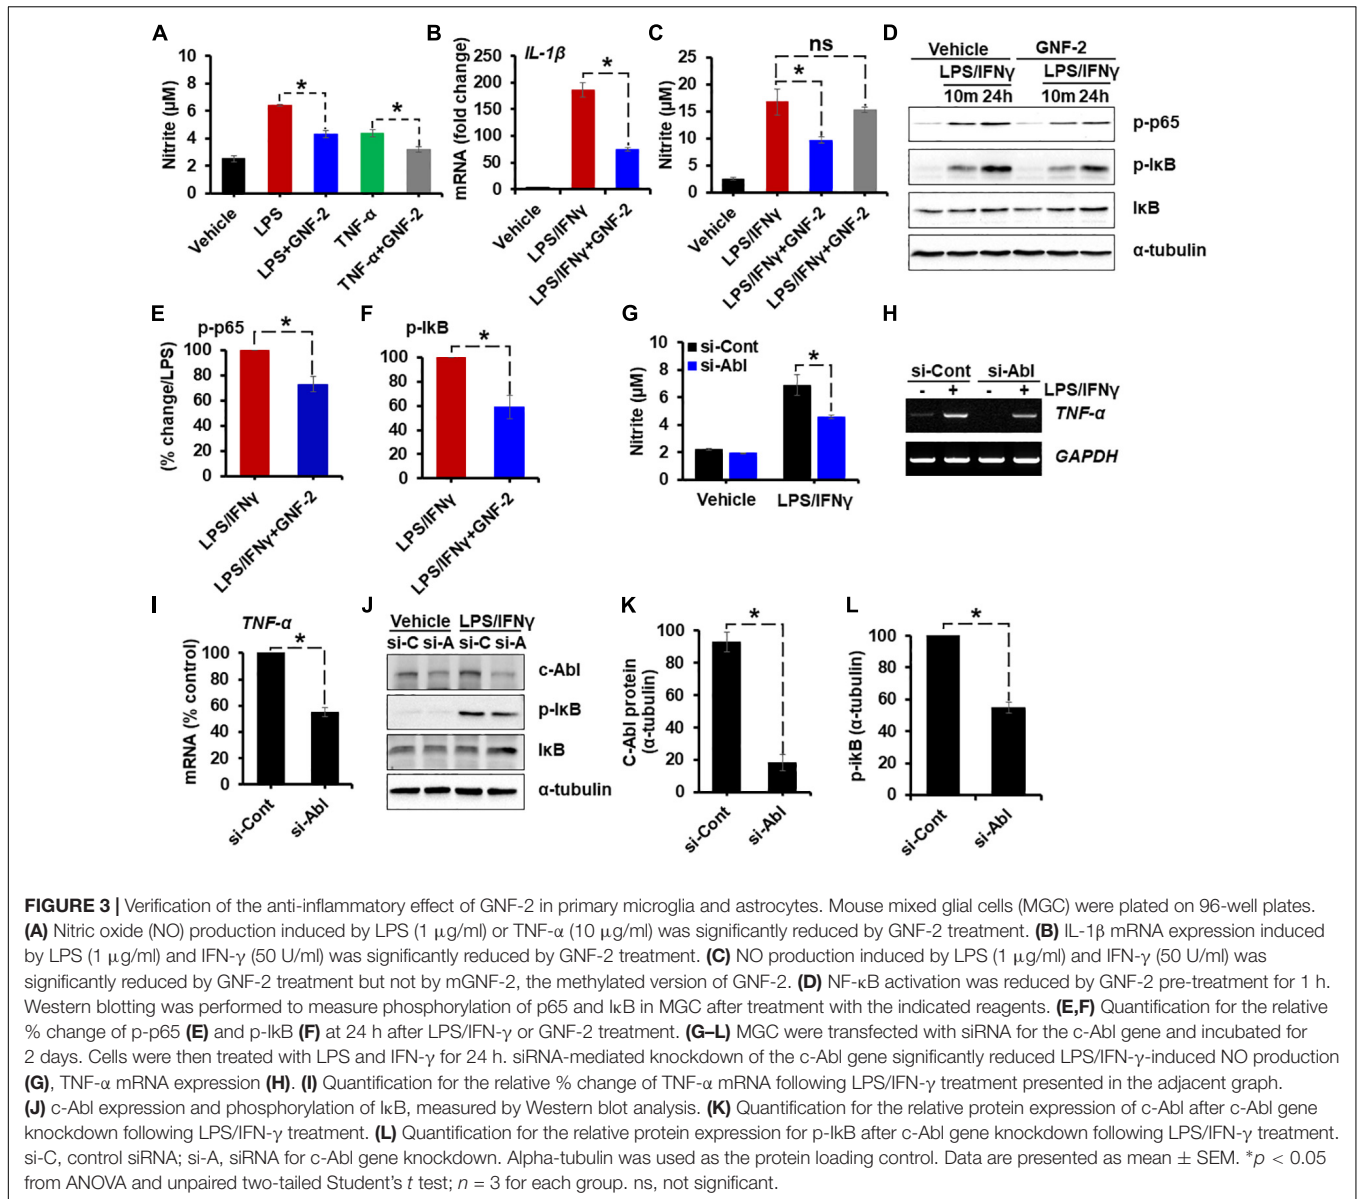 A
Nitrite (µM)
10
8
6
4
2
0
*
*
Vehicle
LPS
LPS+GNF-2
TNF-α
TNF-α+GNF-2
B
IL-1β
mRNA (fold change)
250
200
150
100
50
0
*
Vehicle
LPS/IFNγ
LPS/IFNγ+GNF-2
C
Nitrite (µM)
25
20
15
10
5
0
ns
*
Vehicle
LPS/IFNγ
LPS/IFNγ+GNF-2
LPS/IFNγ+GNF-2
D
Vehicle GNF-2
LPS/IFNγ LPS/IFNγ
10m 24h 10m 24h
p-p65
p-IκB
IκB
α-tubulin
E
p-p65
(% change/LPS)
100
80
60
40
20
0
*
LPS/IFNγ
LPS/IFNγ+GNF-2
F
p-IkB
100
80
60
40
20
0
*
LPS/IFNγ
LPS/IFNγ+GNF-2
G
Nitrite (µM)
10
8
6
4
2
0
si-Cont
si-Abl
*
Vehicle LPS/IFNγ
H
si-Cont si-Abl
- + - + LPS/IFNγ
TNF-α
GAPDH
I
TNF-α
mRNA (% control)
100
80
60
40
20
0
*
si-Cont
si-Abl
J
Vehicle LPS/IFNγ
si-C si-A si-C si-A
c-Abl
p-IκB
IκB
α-tubulin
K
C-Abl protein
(α-tubulin)
100
80
60
40
20
0
*
si-Cont
si-Abl
L
p-ikB (α-tubulin)
100
80
60
40
20
0
*
si-Cont
si-Abl
FIGURE 3 | Verification of the anti-inflammatory effect of GNF-2 in primary microglia and astrocytes. Mouse mixed glial cells (MGC) were plated on 96-well plates.
(A) Nitric oxide (NO) production induced by LPS (1 µg/ml) or TNF-α (10 µg/ml) was significantly reduced by GNF-2 treatment. (B) IL-1β mRNA expression induced
by LPS (1 µg/ml) and IFN-γ (50 U/ml) was significantly reduced by GNF-2 treatment. (C) NO production induced by LPS (1 µg/ml) and IFN-γ (50 U/ml) was
significantly reduced by GNF-2 treatment but not by mGNF-2, the methylated version of GNF-2. (D) NF-κB activation was reduced by GNF-2 pre-treatment for 1 h.
Western blotting was performed to measure phosphorylation of p65 and IκB in MGC after treatment with the indicated reagents. (E,F) Quantification for the relative
% change of p-p65 (E) and p-IkB (F) at 24 h after LPS/IFN-γ or GNF-2 treatment. (G–L) MGC were transfected with siRNA for the c-Abl gene and incubated for
2 days. Cells were then treated with LPS and IFN-γ for 24 h. siRNA-mediated knockdown of the c-Abl gene significantly reduced LPS/IFN-γ-induced NO production
(G), TNF-α mRNA expression (H). (I) Quantification for the relative % change of TNF-α mRNA following LPS/IFN-γ treatment presented in the adjacent graph.
(J) c-Abl expression and phosphorylation of IκB, measured by Western blot analysis. (K) Quantification for the relative protein expression of c-Abl after c-Abl gene
knockdown following LPS/IFN-γ treatment. (L) Quantification for the relative protein expression for p-IkB after c-Abl gene knockdown following LPS/IFN-γ treatment.
si-C, control siRNA; si-A, siRNA for c-Abl gene knockdown. Alpha-tubulin was used as the protein loading control. Data are presented as mean ± SEM. *p < 0.05
from ANOVA and unpaired two-tailed Student's t test; n = 3 for each group. ns, not significant.